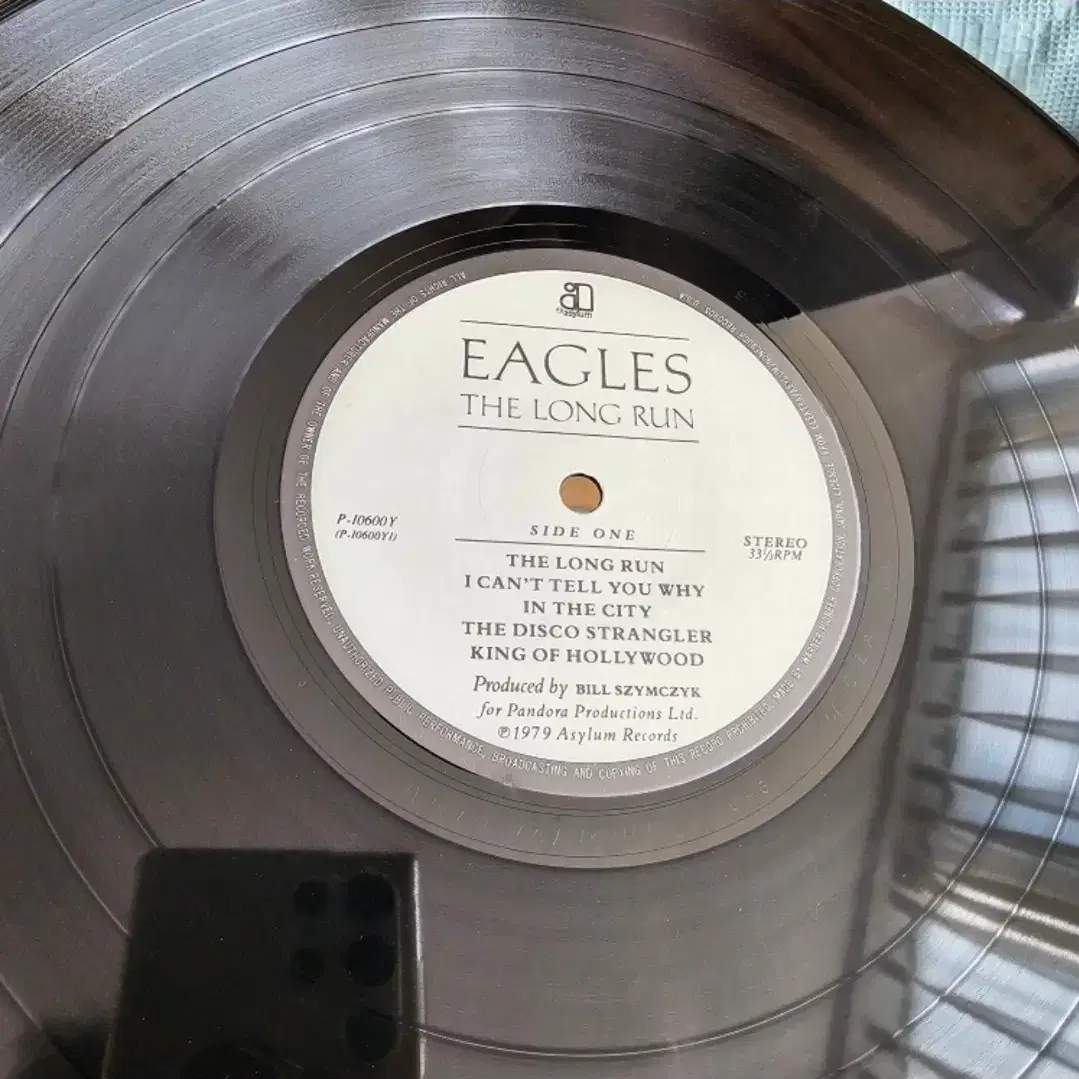 asylum
EAGLES
THE LONG RUN
SIDE ONE
P-10600Y
(P-10600Y1)
STEREO
33⅓RPM
THE LONG RUN
I CAN'T TELL YOU WHY
IN THE CITY
THE DISCO STRANGLER
KING OF HOLLYWOOD
Produced by BILL SZYMCZYK
for Pandora Productions Ltd.
℗1979 Asylum Records
ALL RIGHTS OF THE MANUFACTURER AND OF THE OWNER OF THE RECORDED WORK RESERVED, UNAUTHORIZED PUBLIC PERFORMANCE, BROADCASTING AND COPYING OF THIS RECORD PROHIBITED. MADE BY WARNER-PIONEER CORPORATION, JAPAN,